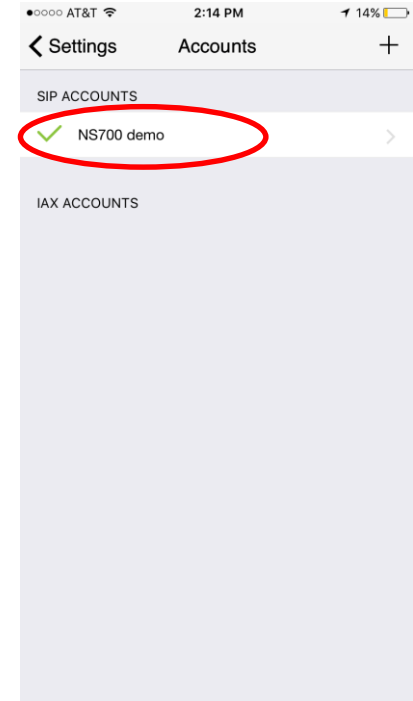 AT&T 2:14 PM 14%
Settings Accounts +
SIP ACCOUNTS
NS700 demo
IAX ACCOUNTS